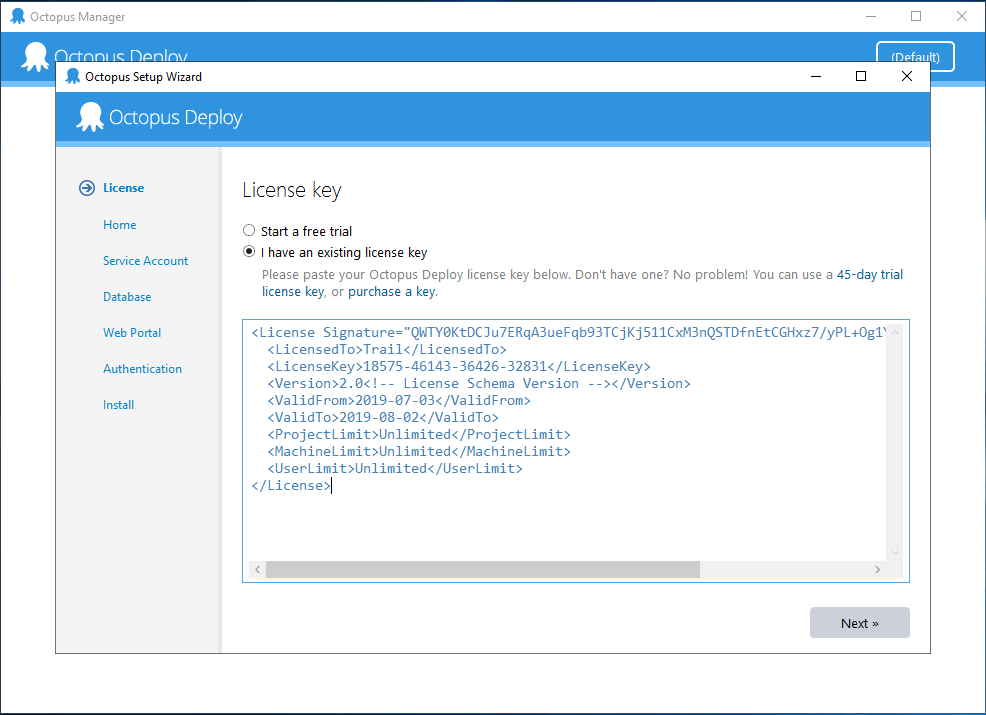 Octopus Manager
Octopus Deploy
(Default)
Octopus Setup Wizard
Octopus Deploy
License
Home
Service Account
Database
Web Portal
Authentication
Install
License key
Start a free trial
I have an existing license key
Please paste your Octopus Deploy license key below. Don't have one? No problem! You can use a 45-day trial
license key, or purchase a key.
<License Signature="QWTY0KtDCJu7ERqA3ueFqb93TCjKj511CxM3nQSTDfnEtCGHxz7/yPL+Og1Y
<LicensedTo>Trail</LicensedTo>
<LicenseKey>18575-46143-36426-32831</LicenseKey>
<Version>2.0<!-- License Schema Version --></Version>
<ValidFrom>2019-07-03</ValidFrom>
<ValidTo>2019-08-02</ValidTo>
<ProjectLimit>Unlimited</ProjectLimit>
<MachineLimit>Unlimited</MachineLimit>
<UserLimit>Unlimited</UserLimit>
</License>
Next »